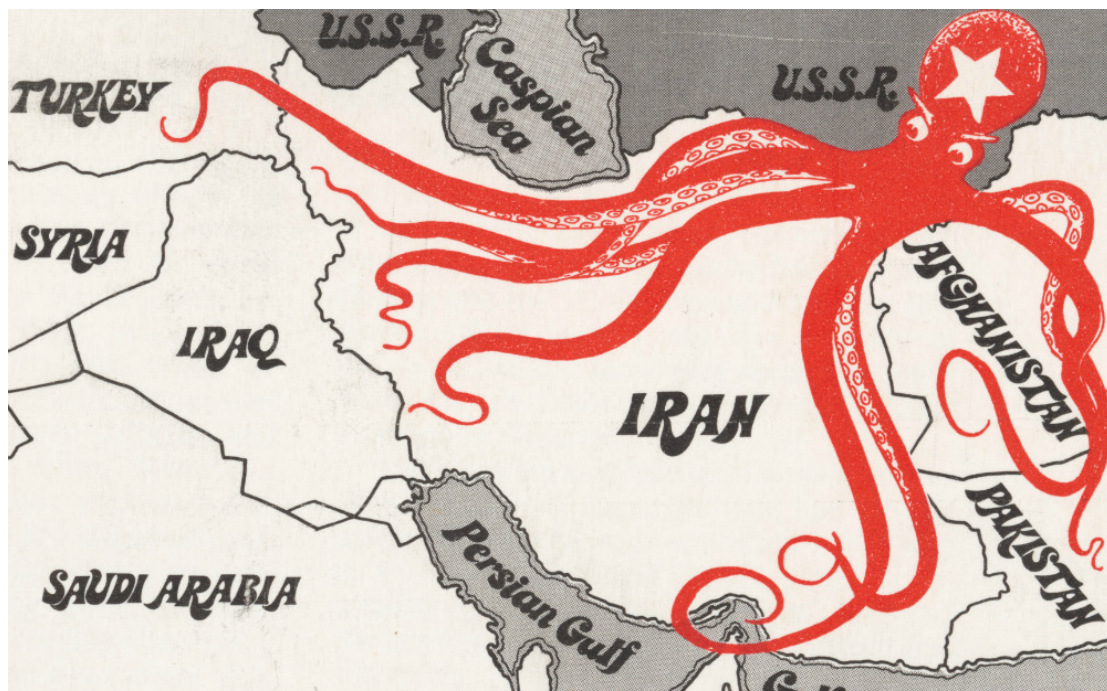 U.S.S.R.
Caspian
Sea
U.S.S.R.
TURKEY
SYRIA
IRAQ
IRAN
AFGHANISTAN
PAKISTAN
SAUDI ARABIA
Persian Gulf